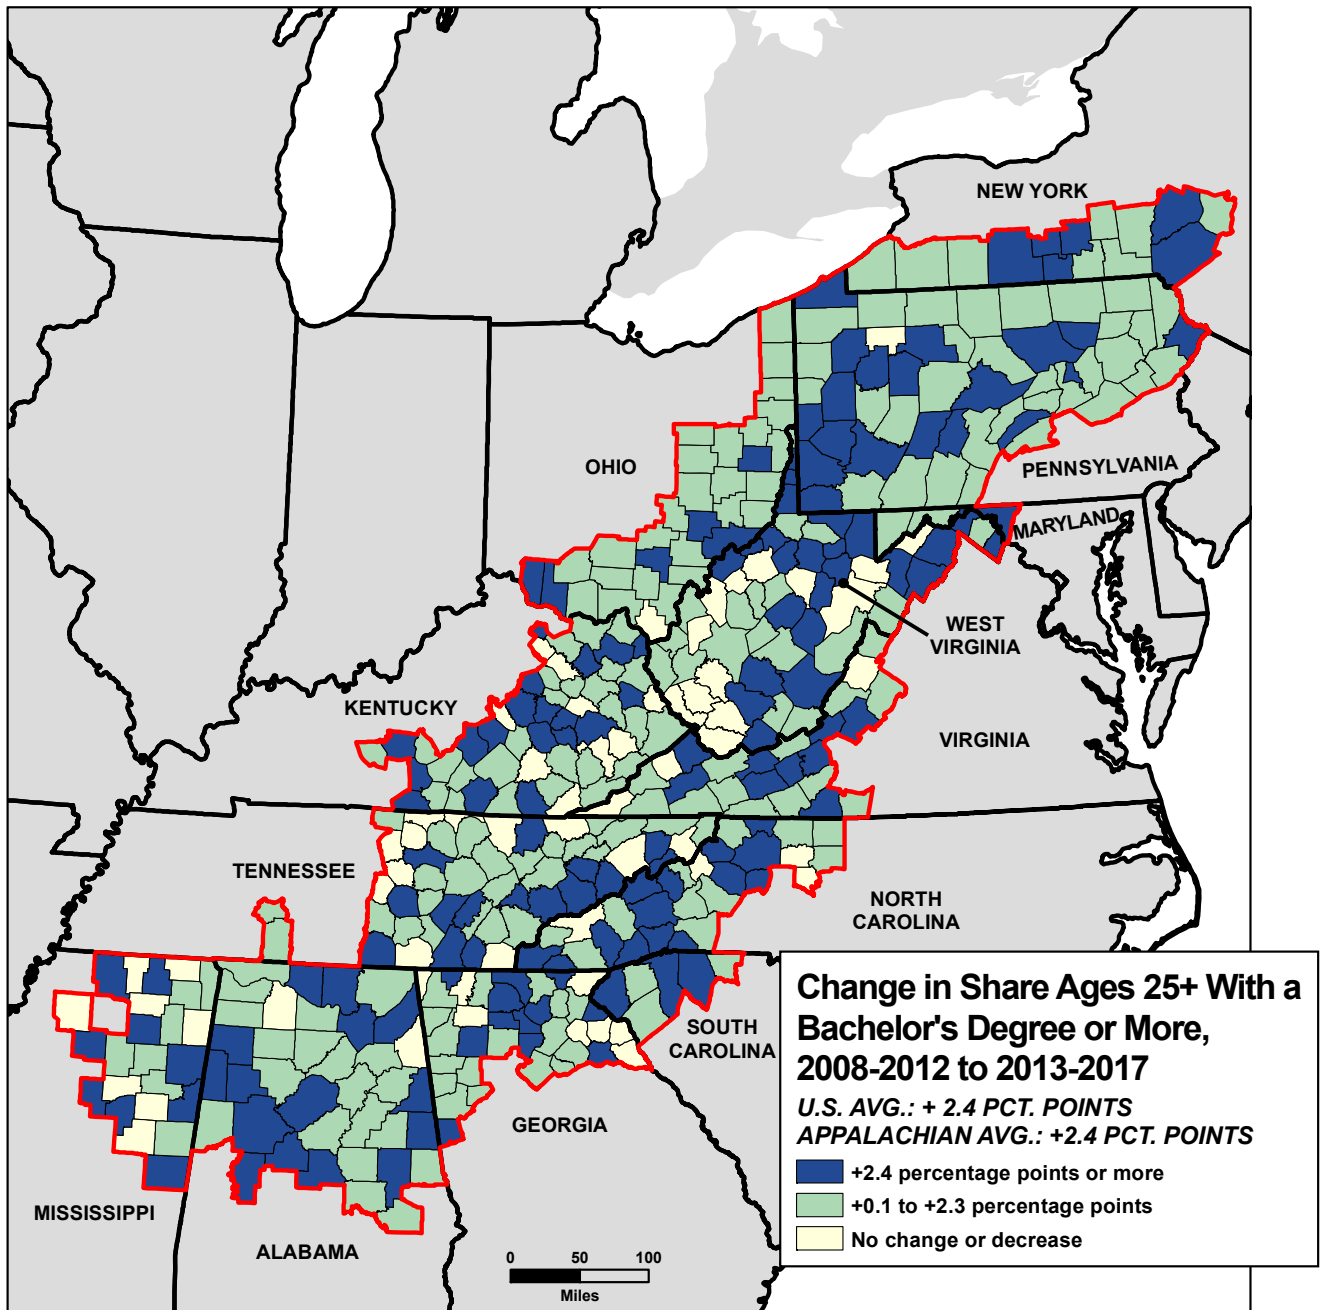 NEW YORK
OHIO
PENNSYLVANIA
MARYLAND
WEST
VIRGINIA
KENTUCKY
VIRGINIA
TENNESSEE
NORTH
CAROLINA
SOUTH
CAROLINA
GEORGIA
MISSISSIPPI
ALABAMA
Change in Share Ages 25+ With a
Bachelor's Degree or More,
2008-2012 to 2013-2017
U.S. AVG.: + 2.4 PCT. POINTS
APPALACHIAN AVG.: +2.4 PCT. POINTS
+2.4 percentage points or more
+0.1 to +2.3 percentage points
No change or decrease
0 50 100
Miles